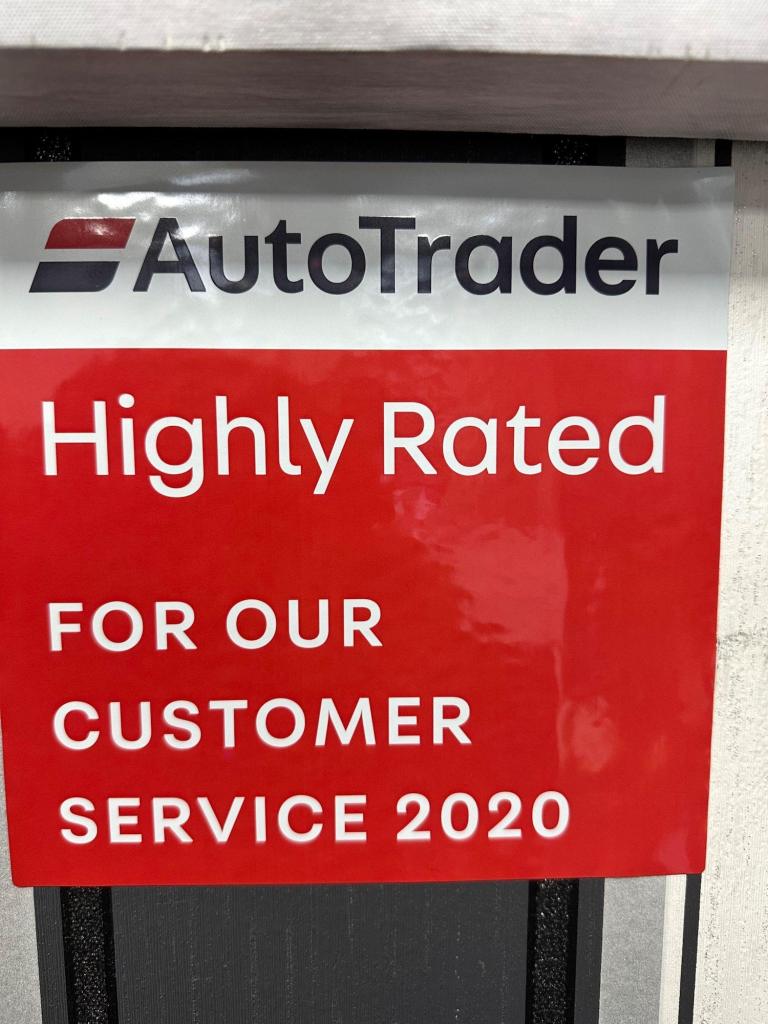 AutoTrader
Highly Rated
FOR OUR
CUSTOMER
SERVICE 2020